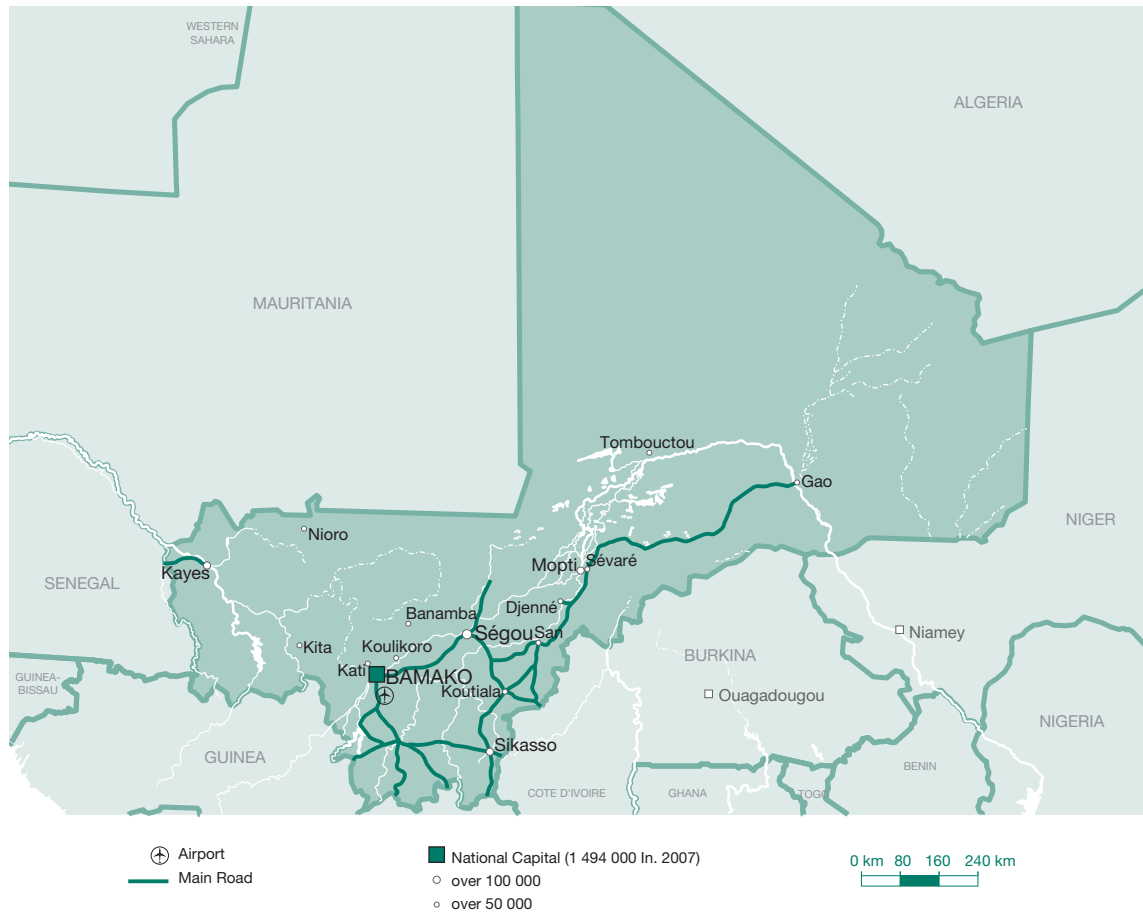 WESTERN
SAHARA
ALGERIA
MAURITANIA
Tombouctou
Gao
NIGER
Nioro
Mopti
Sévaré
Kayes
SENEGAL
Djenné
Banamba
Ségou
San
Niamey
Kita
Koulikoro
BURKINA
Kati
BAMAKO
GUINEA-
BISSAU
Koutiala
Ouagadougou
NIGERIA
Sikasso
GUINEA
BENIN
COTE D'IVOIRE
GHANA
TOGO
Airport
National Capital (1 494 000 In. 2007)
0 km 80 160 240 km
Main Road
over 100 000
over 50 000